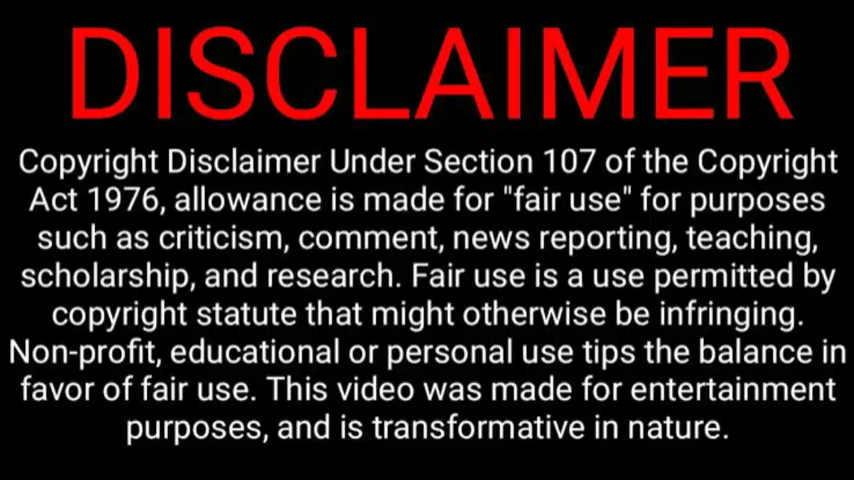 DISCLAIMER
Copyright Disclaimer Under Section 107 of the Copyright
Act 1976, allowance is made for "fair use" for purposes
such as criticism, comment, news reporting, teaching,
scholarship, and research. Fair use is a use permitted by
copyright statute that might otherwise be infringing.
Non-profit, educational or personal use tips the balance in
favor of fair use. This video was made for entertainment
purposes, and is transformative in nature.